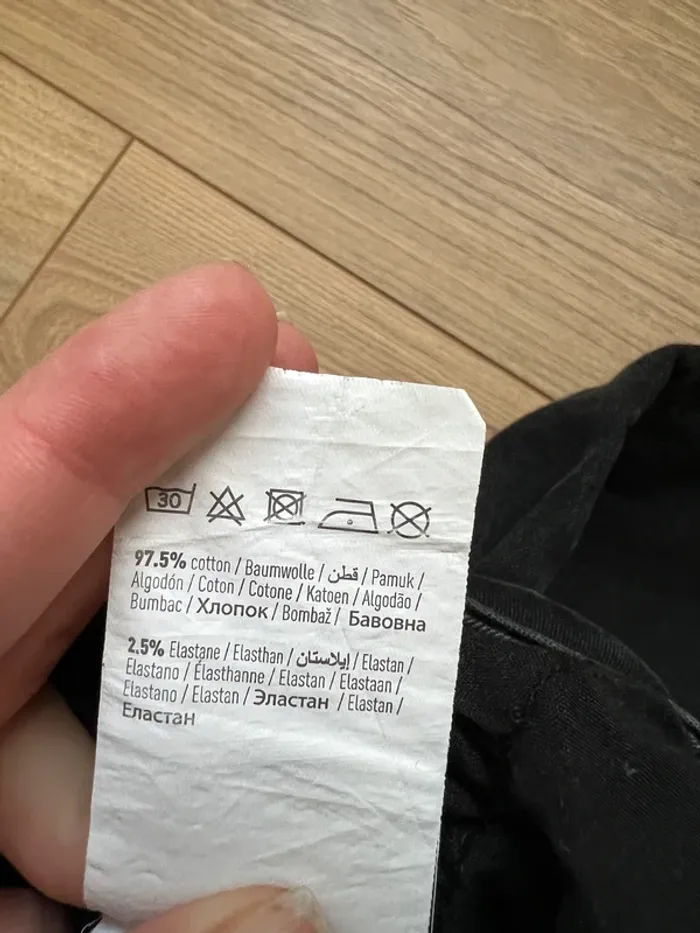 30
97.5% cotton / Baumwolle / قطن / Pamuk /
Algodón / Coton / Cotone / Katoen / Algodão /
Bumbac / Хлопок / Bombaž / Бавовна
2.5% Elastane / Elasthan / إيلاستان / Elastan /
Elastano / Élasthanne / Elastan / Elastaan /
Elastano / Elastan / Эластан / Elastan /
Еластан